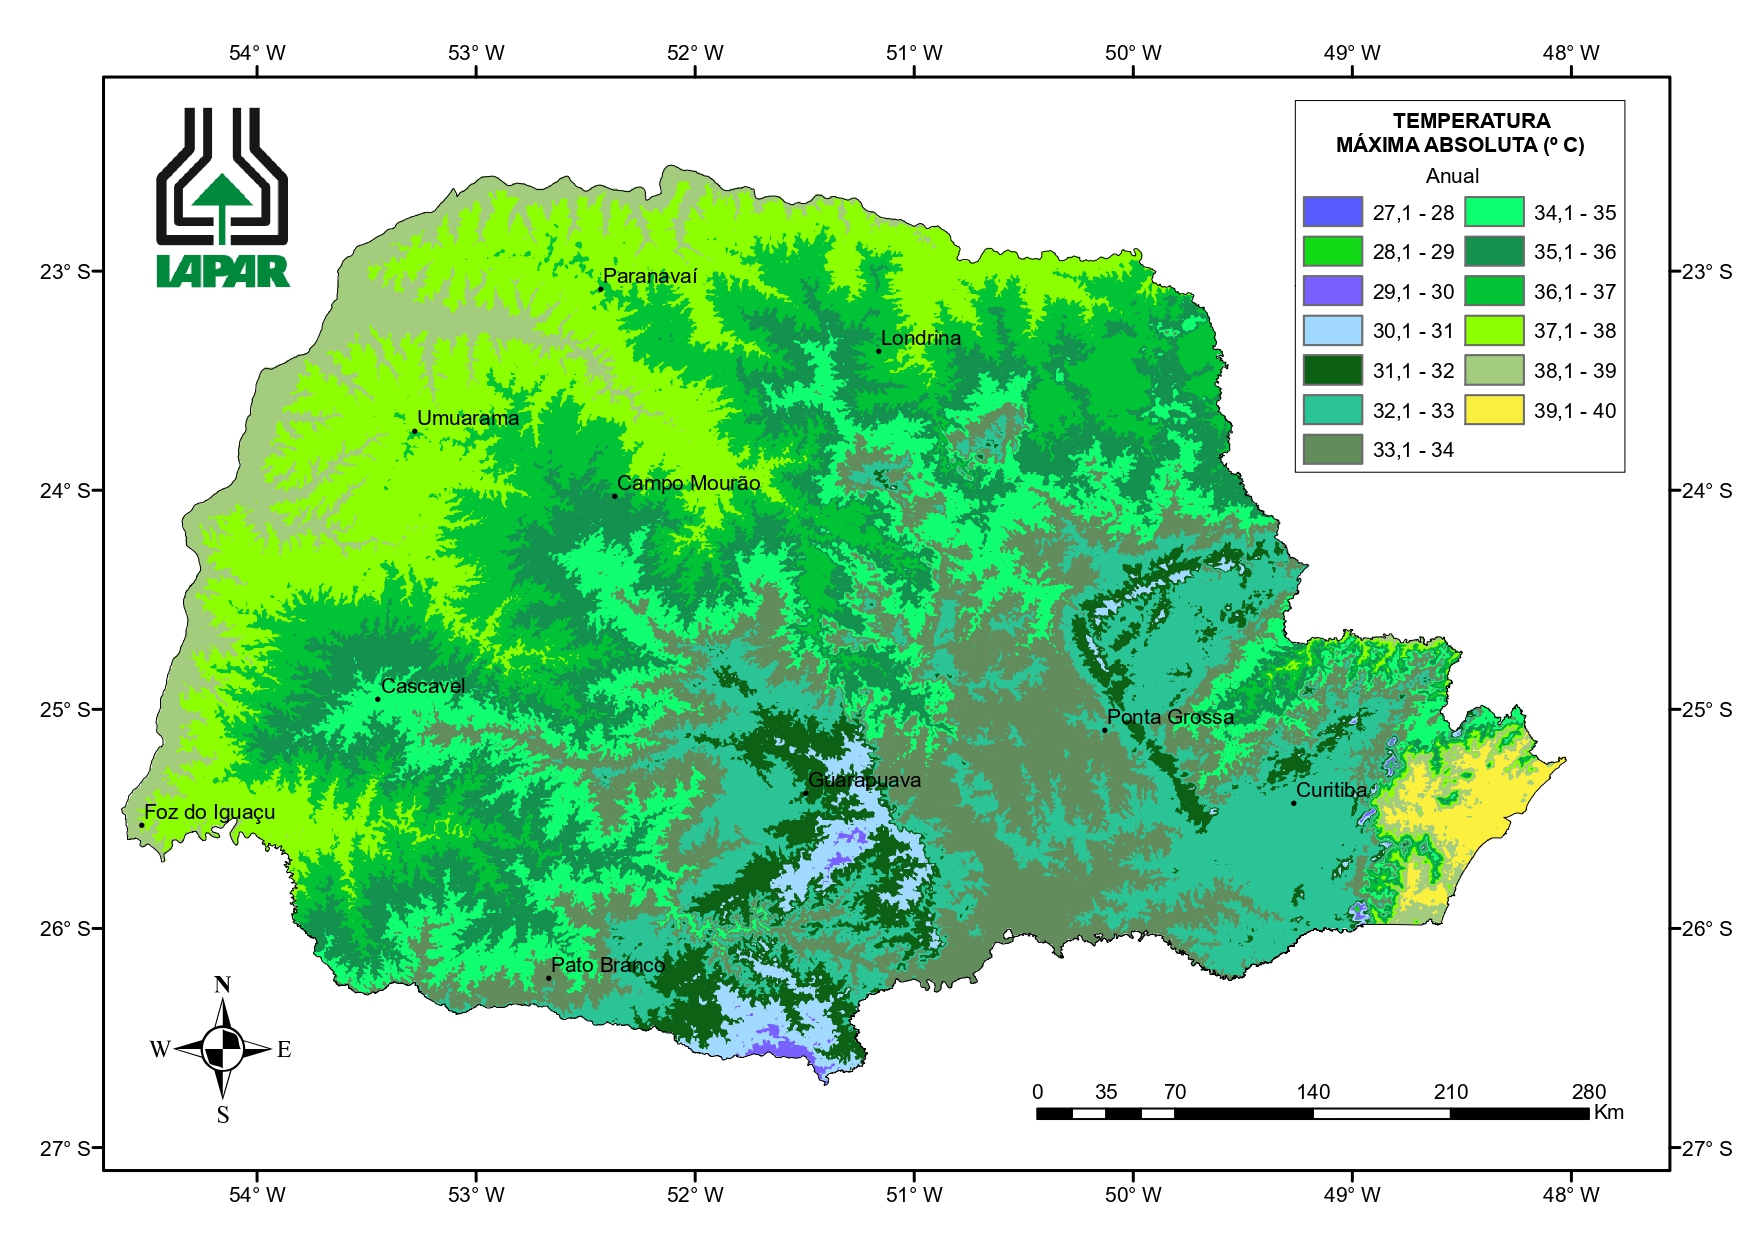 54° W 53° W 52° W 51° W 50° W 49° W 48° W
IAPAR
TEMPERATURA
MÁXIMA ABSOLUTA (º C)
Anual
27,1 - 28 34,1 - 35
28,1 - 29 35,1 - 36
29,1 - 30 36,1 - 37
30,1 - 31 37,1 - 38
31,1 - 32 38,1 - 39
32,1 - 33 39,1 - 40
33,1 - 34
23° S 23° S
Paranavaí
Londrina
Umuarama
Campo Mourão
24° S 24° S
Cascavel
25° S 25° S
Ponta Grossa
Guarapuava
Curitiba
Foz do Iguaçu
26° S 26° S
Pato Branco
N
W E
S
0 35 70 140 210 280
Km
27° S 27° S
54° W 53° W 52° W 51° W 50° W 49° W 48° W